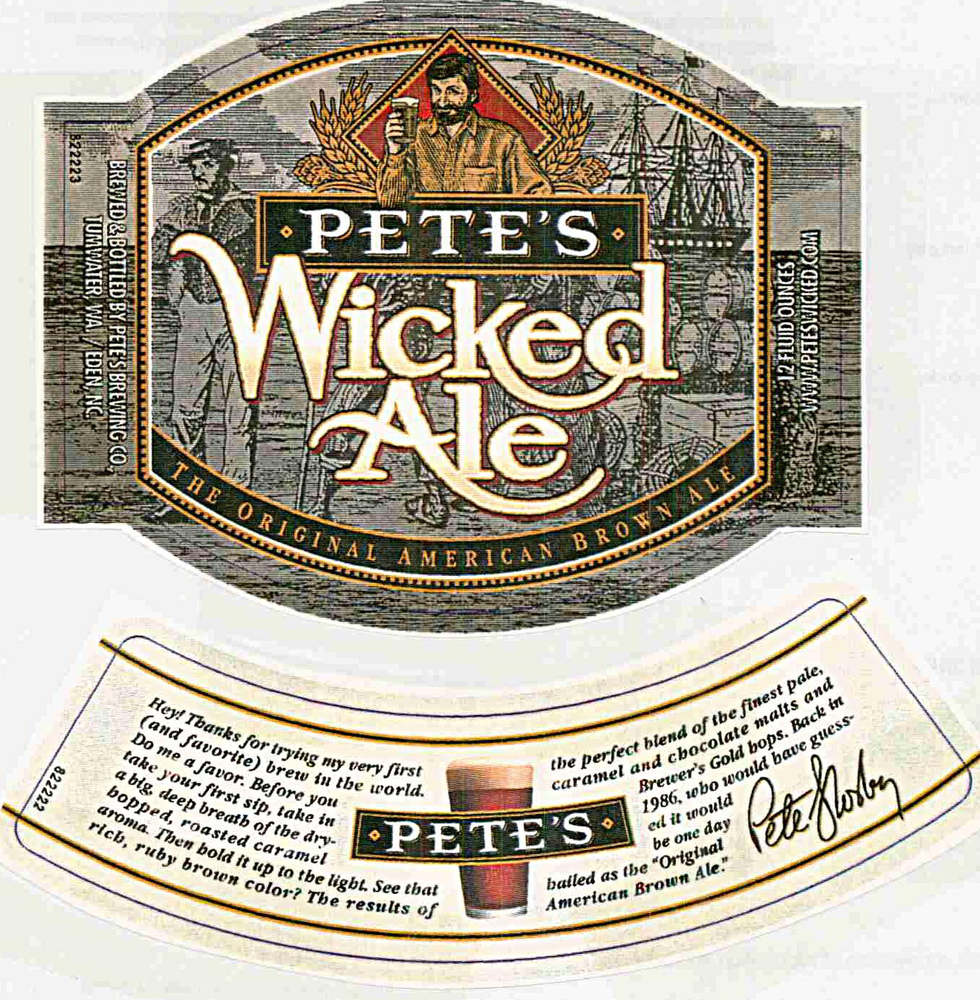 PETE'S
Wicked
Ale
THE ORIGINAL AMERICAN BROWN ALE
822223
BREWED & BOTTLED BY PETE'S BREWING CO.
TUMWATER, WA / EDEN, NC
12 FLUID OUNCES
WWW.PETESWICKED.COM
Hey! Thanks for trying my very first
(and favorite) brew in the world.
Do me a favor. Before you
take your first sip, take in
a big, deep breath of the dry-
hopped, roasted caramel
aroma. Then hold it up to the light. See that
rich, ruby brown color? The results of
822222
PETE'S
the perfect blend of the finest pale,
caramel and chocolate malts and
Brewer's Gold hops. Back in
1986, who would have guess-
ed it would
be one day
hailed as the "Original
American Brown Ale."
Pete Slosberg